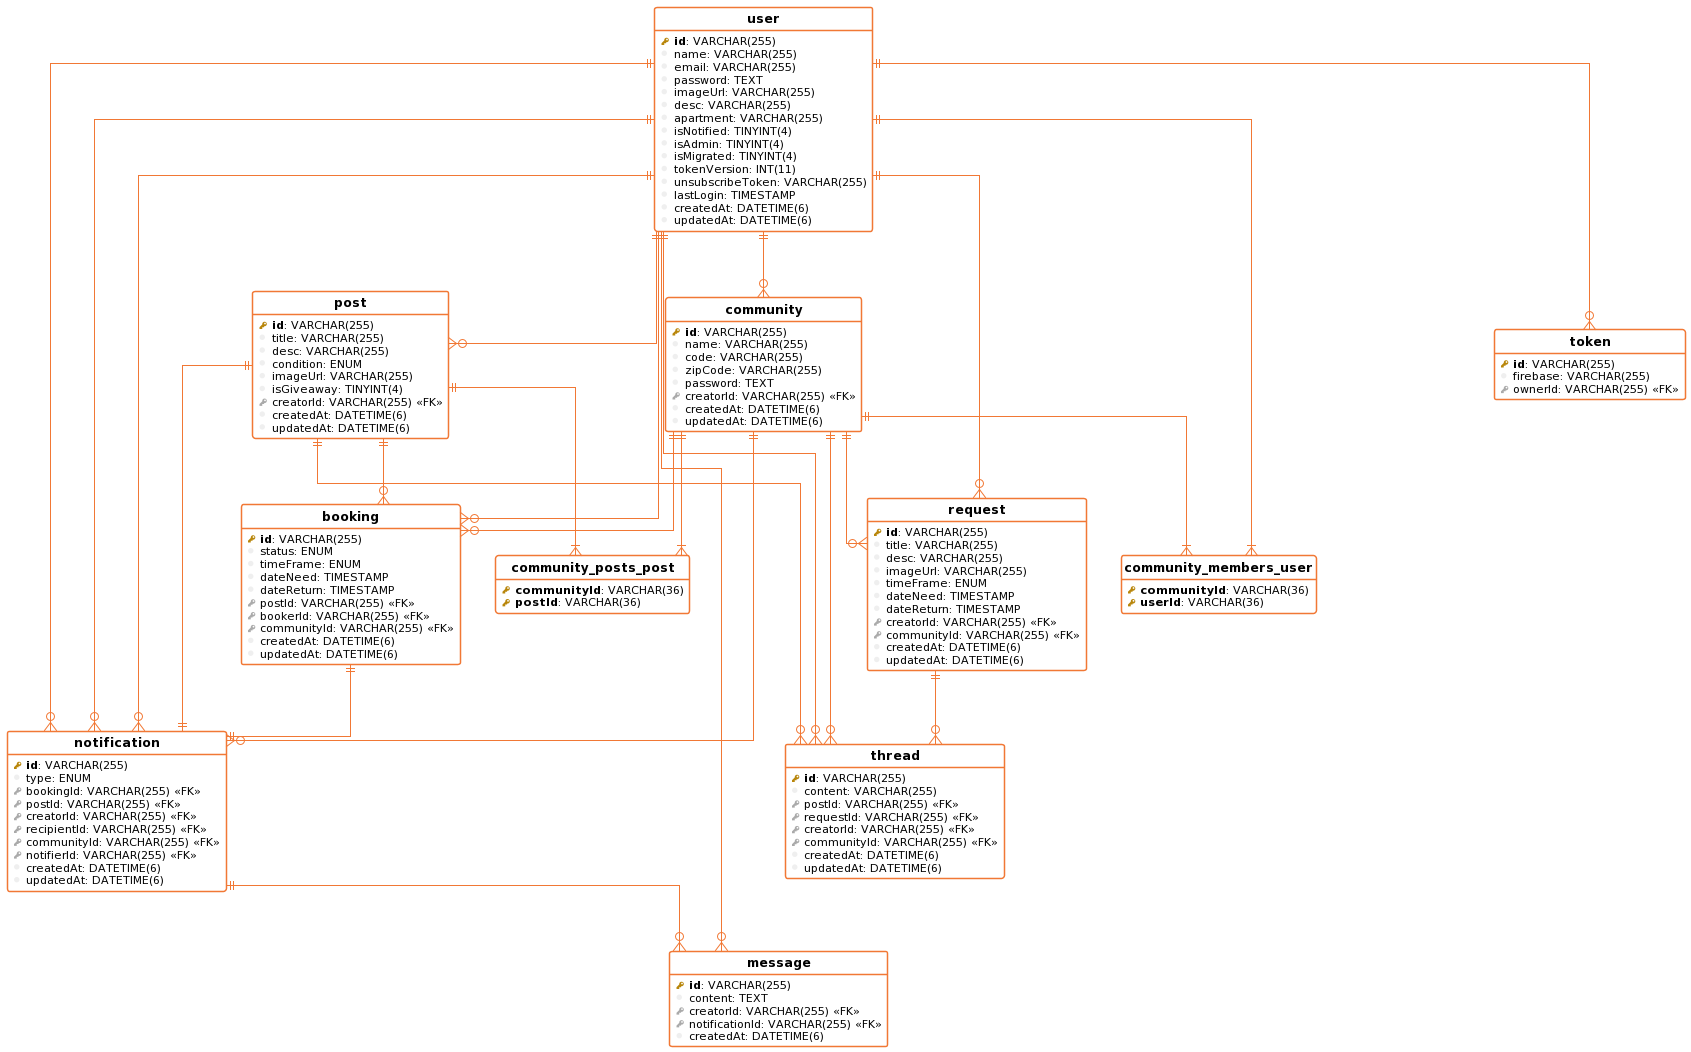 user
id: VARCHAR(255)
name: VARCHAR(255)
email: VARCHAR(255)
password: TEXT
imageUrl: VARCHAR(255)
desc: VARCHAR(255)
apartment: VARCHAR(255)
isNotified: TINYINT(4)
isAdmin: TINYINT(4)
isMigrated: TINYINT(4)
tokenVersion: INT(11)
unsubscribeToken: VARCHAR(255)
lastLogin: TIMESTAMP
createdAt: DATETIME(6)
updatedAt: DATETIME(6)
post
id: VARCHAR(255)
title: VARCHAR(255)
desc: VARCHAR(255)
condition: ENUM
imageUrl: VARCHAR(255)
isGiveaway: TINYINT(4)
creatorId: VARCHAR(255) «FK»
createdAt: DATETIME(6)
updatedAt: DATETIME(6)
community
id: VARCHAR(255)
name: VARCHAR(255)
code: VARCHAR(255)
zipCode: VARCHAR(255)
password: TEXT
creatorId: VARCHAR(255) «FK»
createdAt: DATETIME(6)
updatedAt: DATETIME(6)
token
id: VARCHAR(255)
firebase: VARCHAR(255)
ownerId: VARCHAR(255) «FK»
booking
id: VARCHAR(255)
status: ENUM
timeFrame: ENUM
dateNeed: TIMESTAMP
dateReturn: TIMESTAMP
postId: VARCHAR(255) «FK»
bookerId: VARCHAR(255) «FK»
communityId: VARCHAR(255) «FK»
createdAt: DATETIME(6)
updatedAt: DATETIME(6)
community_posts_post
communityId: VARCHAR(36)
postId: VARCHAR(36)
request
id: VARCHAR(255)
title: VARCHAR(255)
desc: VARCHAR(255)
imageUrl: VARCHAR(255)
timeFrame: ENUM
dateNeed: TIMESTAMP
dateReturn: TIMESTAMP
creatorId: VARCHAR(255) «FK»
communityId: VARCHAR(255) «FK»
createdAt: DATETIME(6)
updatedAt: DATETIME(6)
community_members_user
communityId: VARCHAR(36)
userId: VARCHAR(36)
notification
id: VARCHAR(255)
type: ENUM
bookingId: VARCHAR(255) «FK»
postId: VARCHAR(255) «FK»
creatorId: VARCHAR(255) «FK»
recipientId: VARCHAR(255) «FK»
communityId: VARCHAR(255) «FK»
notifierId: VARCHAR(255) «FK»
createdAt: DATETIME(6)
updatedAt: DATETIME(6)
thread
id: VARCHAR(255)
content: VARCHAR(255)
postId: VARCHAR(255) «FK»
requestId: VARCHAR(255) «FK»
creatorId: VARCHAR(255) «FK»
communityId: VARCHAR(255) «FK»
createdAt: DATETIME(6)
updatedAt: DATETIME(6)
message
id: VARCHAR(255)
content: TEXT
creatorId: VARCHAR(255) «FK»
notificationId: VARCHAR(255) «FK»
createdAt: DATETIME(6)